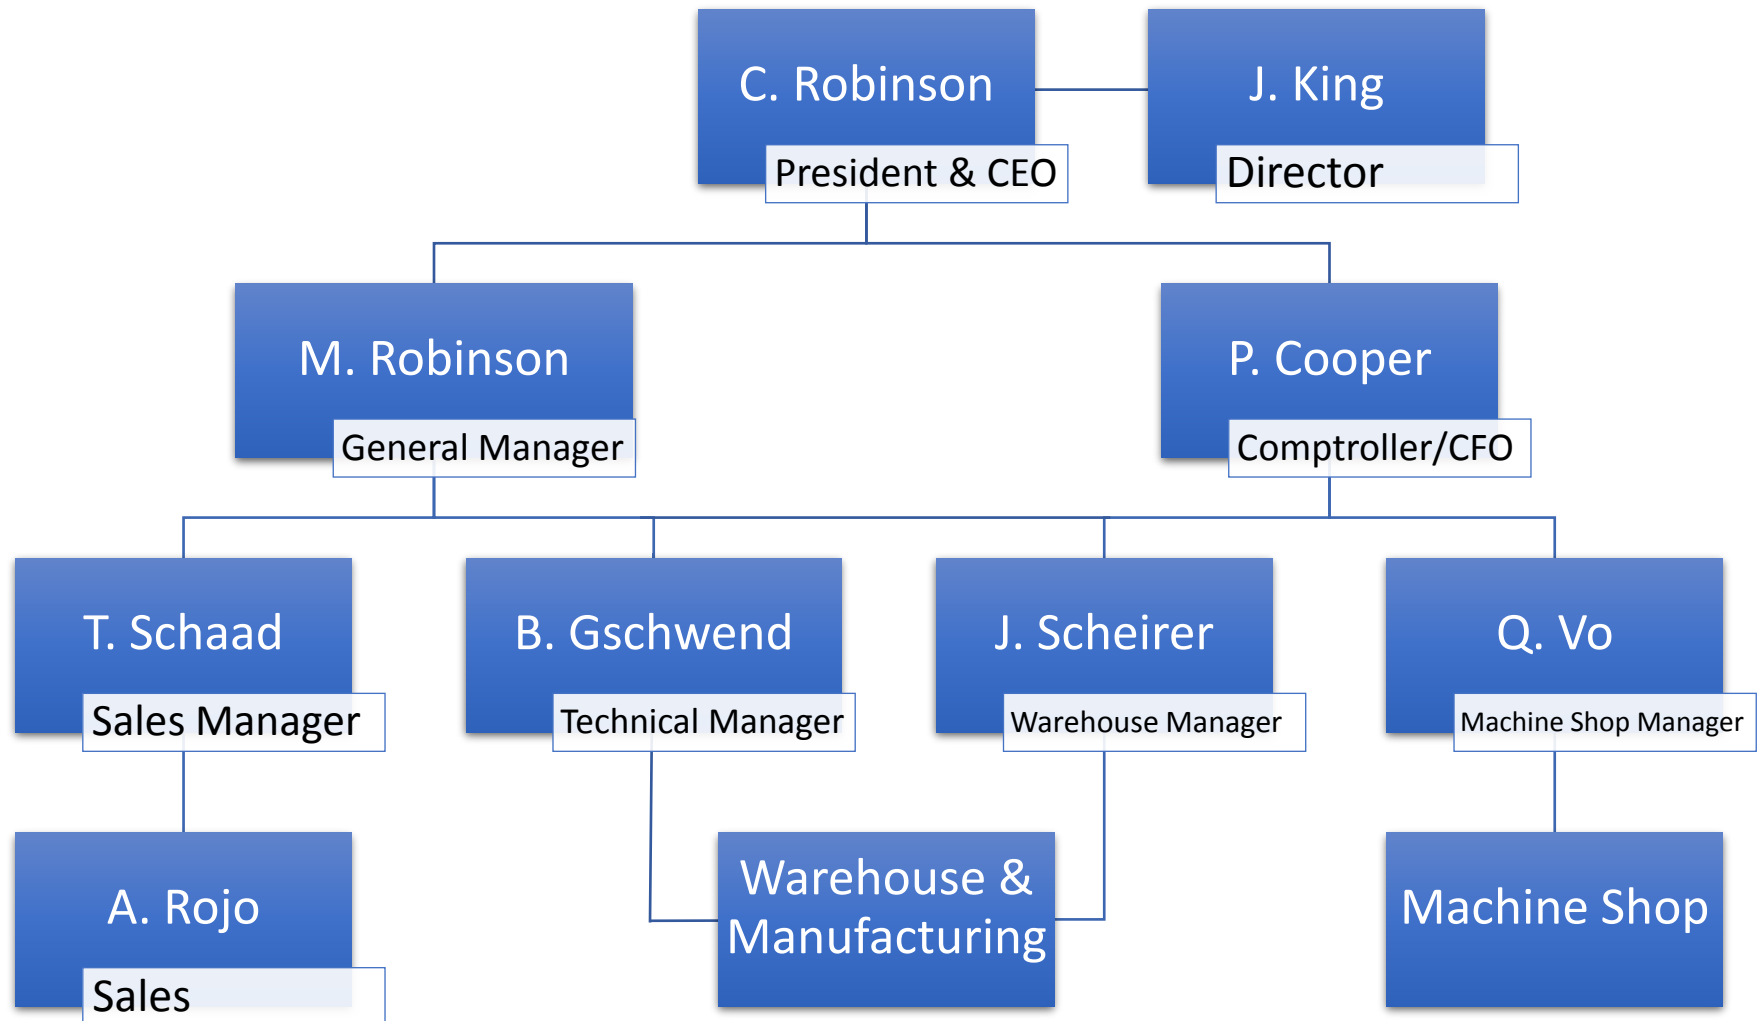 C. Robinson
President & CEO
J. King
Director
M. Robinson
General Manager
P. Cooper
Comptroller/CFO
T. Schaad
Sales Manager
B. Gschwend
Technical Manager
J. Scheirer
Warehouse Manager
Q. Vo
Machine Shop Manager
A. Rojo
Sales
Warehouse &
Manufacturing
Machine Shop